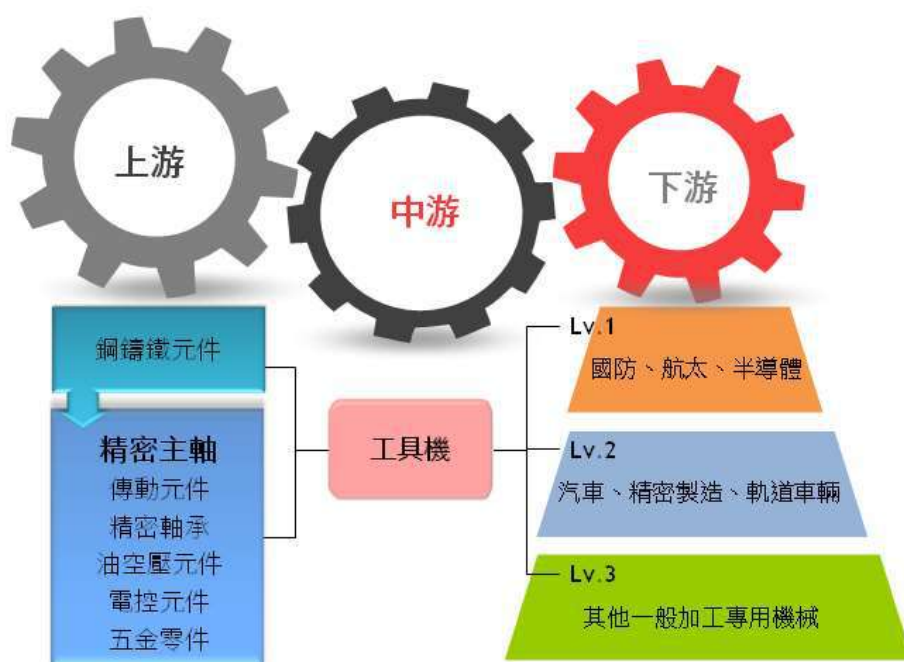 上游
中游
下游
鋼鑄鐵元件
精密主軸
傳動元件
精密軸承
油空壓元件
電控元件
五金零件
工具機
Lv.1
國防、航太、半導體
Lv.2
汽車、精密製造、軌道車輛
Lv.3
其他一般加工專用機械